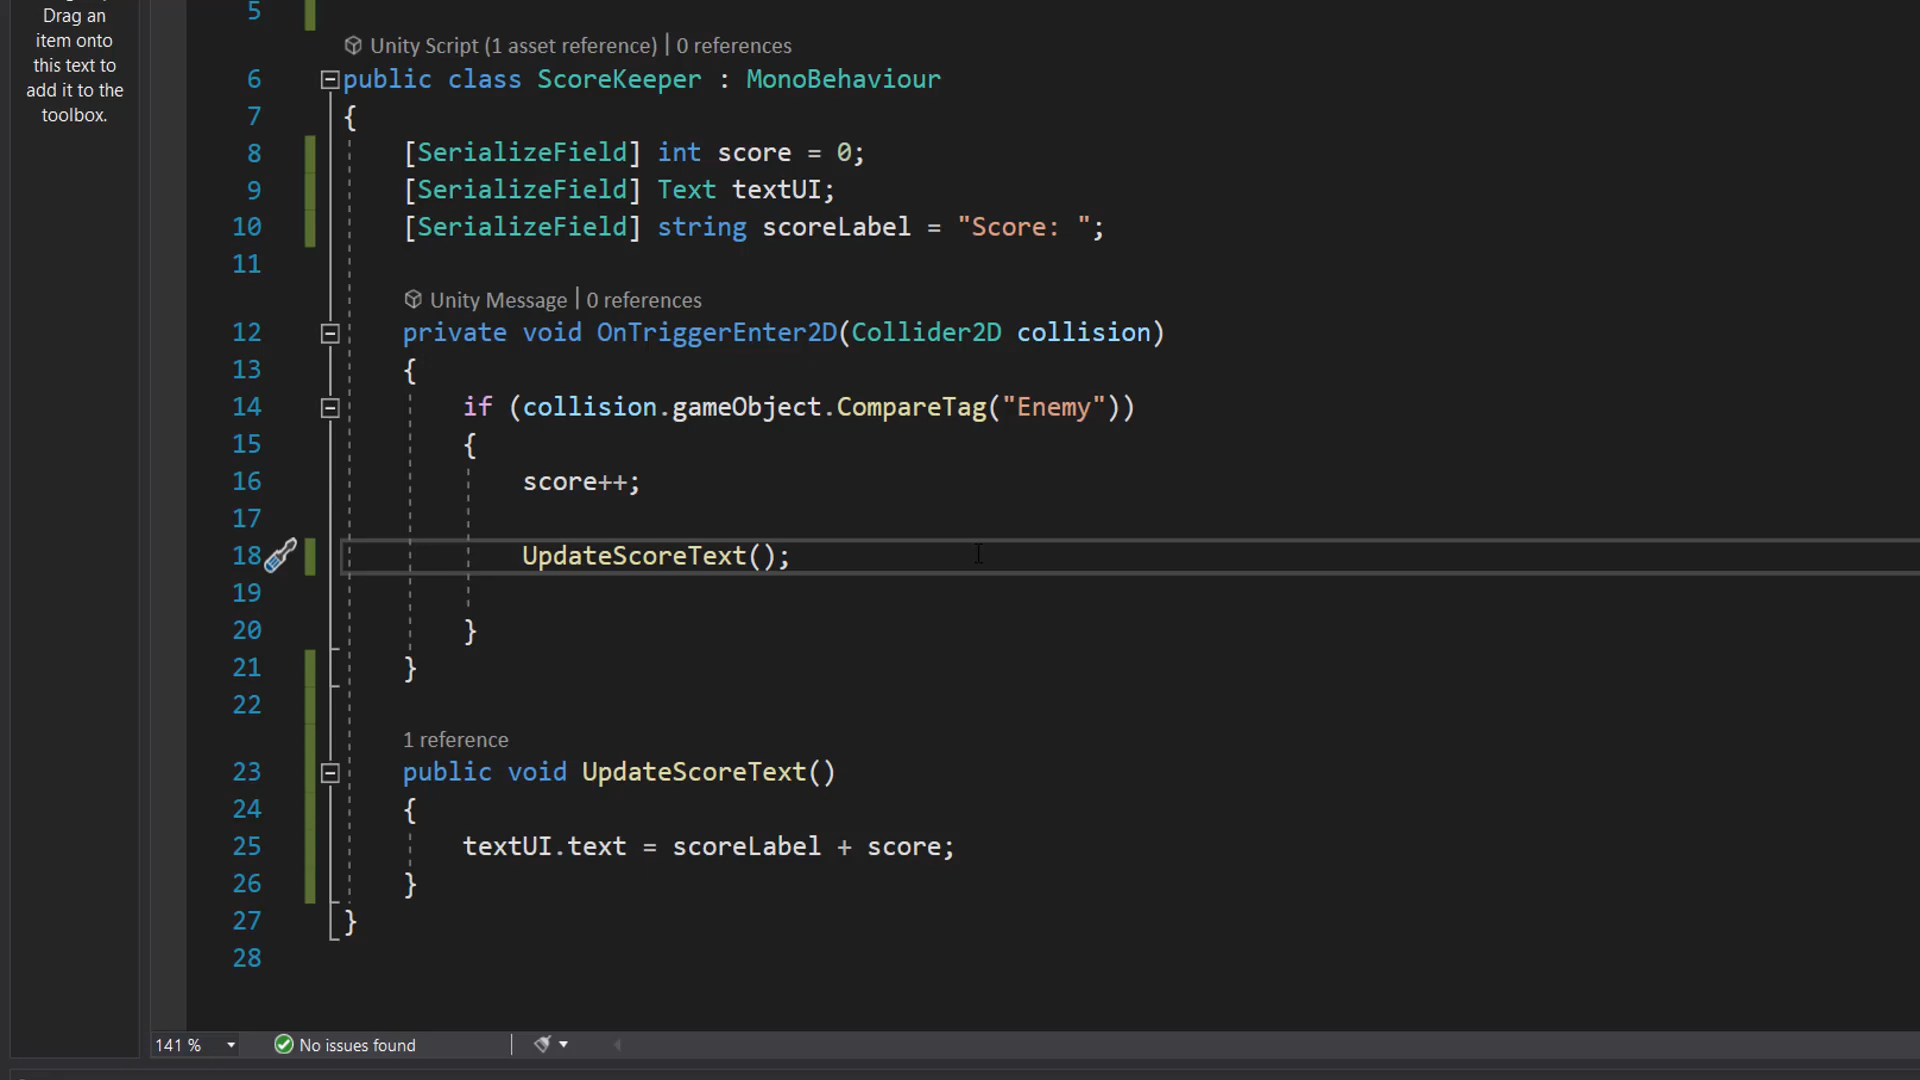 Drag an
item onto
this text to
add it to the
toolbox.
5
Unity Script (1 asset reference) | 0 references
6 public class ScoreKeeper : MonoBehaviour
7 {
8 [SerializeField] int score = 0;
9 [SerializeField] Text textUI;
10 [SerializeField] string scoreLabel = "Score: ";
11
Unity Message | 0 references
12 private void OnTriggerEnter2D(Collider2D collision)
13 {
14 if (collision.gameObject.CompareTag("Enemy"))
15 {
16 score++;
17
18 UpdateScoreText();
19
20 }
21 }
22
1 reference
23 public void UpdateScoreText()
24 {
25 textUI.text = scoreLabel + score;
26 }
27 }
28
141 % No issues found